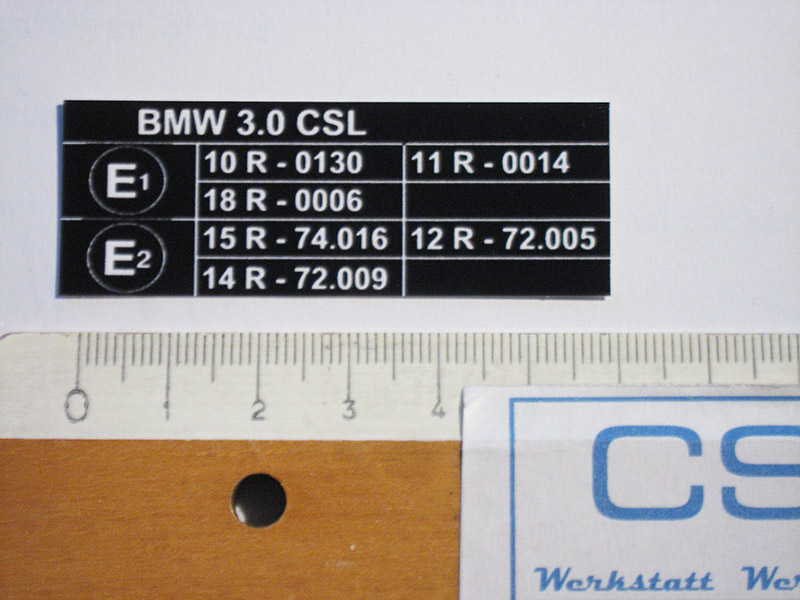 BMW 3.0 CSL
E1 10 R - 0130 11 R - 0014
18 R - 0006
E2 15 R - 74.016 12 R - 72.005
14 R - 72.009
0 1 2 3 4
CS
Werkstatt Wer